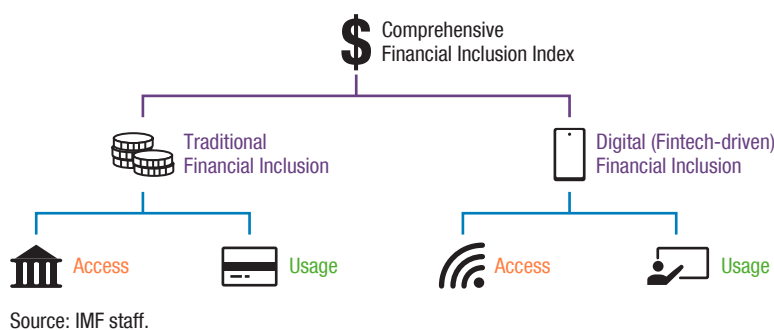 $ Comprehensive
Financial Inclusion Index
Traditional
Financial Inclusion
Digital (Fintech-driven)
Financial Inclusion
Access
Usage
Access
Usage
Source: IMF staff.